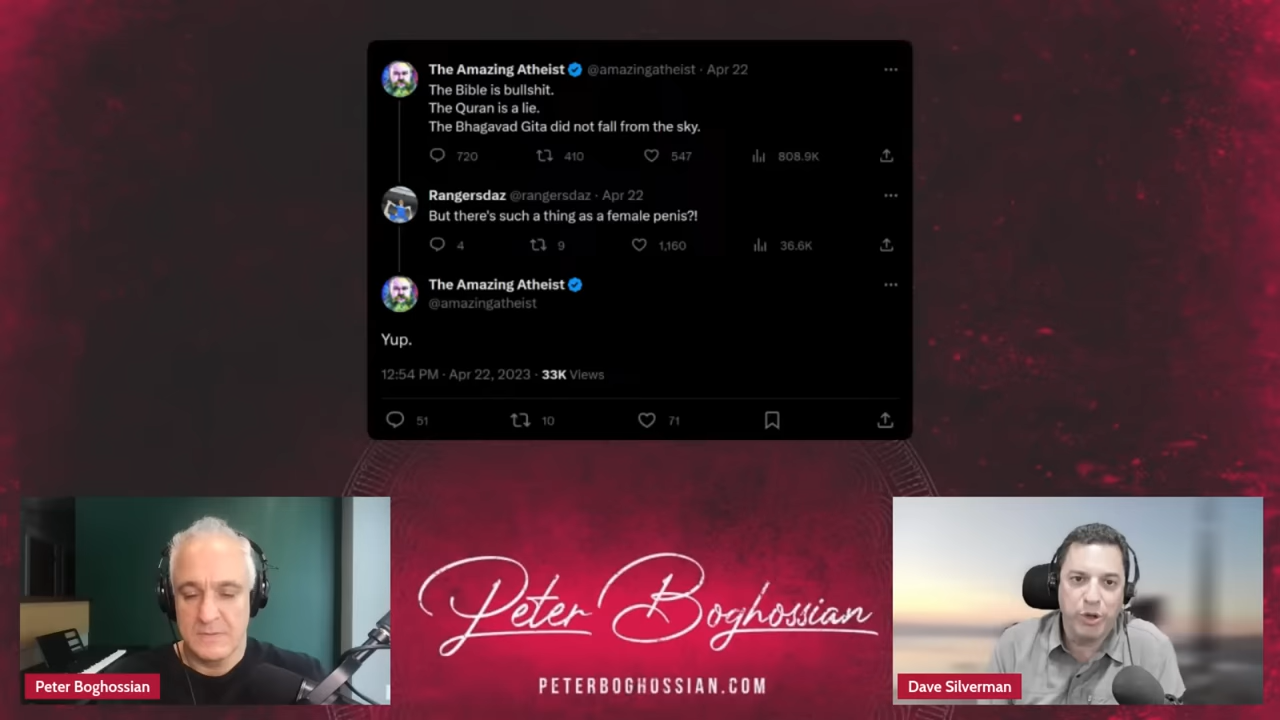 The Amazing Atheist @amazingatheist · Apr 22
The Bible is bullshit.
The Quran is a lie.
The Bhagavad Gita did not fall from the sky.
720 410 547 808.9K
Rangersdaz @rangersdaz · Apr 22
But there's such a thing as a female penis?!
4 9 1,160 36.6K
The Amazing Atheist
@amazingatheist
Yup.
12:54 PM · Apr 22, 2023 · 33K Views
51 10 71
Peter Boghossian
PETERBOGHOSSIAN.COM
Peter Boghossian
Dave Silverman